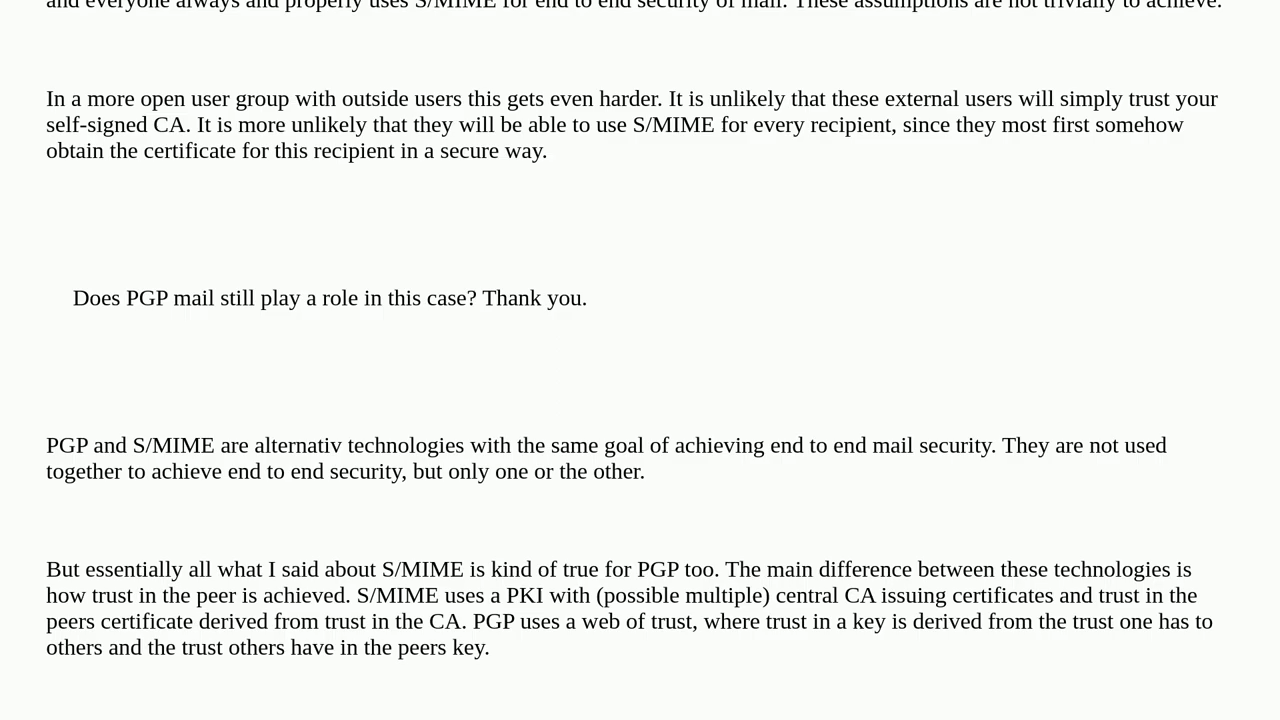 and everyone always and properly uses S/MIME for end to end security of mail. These assumptions are not trivially to achieve.
In a more open user group with outside users this gets even harder. It is unlikely that these external users will simply trust your
self-signed CA. It is more unlikely that they will be able to use S/MIME for every recipient, since they most first somehow
obtain the certificate for this recipient in a secure way.
Does PGP mail still play a role in this case? Thank you.
PGP and S/MIME are alternativ technologies with the same goal of achieving end to end mail security. They are not used
together to achieve end to end security, but only one or the other.
But essentially all what I said about S/MIME is kind of true for PGP too. The main difference between these technologies is
how trust in the peer is achieved. S/MIME uses a PKI with (possible multiple) central CA issuing certificates and trust in the
peers certificate derived from trust in the CA. PGP uses a web of trust, where trust in a key is derived from the trust one has to
others and the trust others have in the peers key.